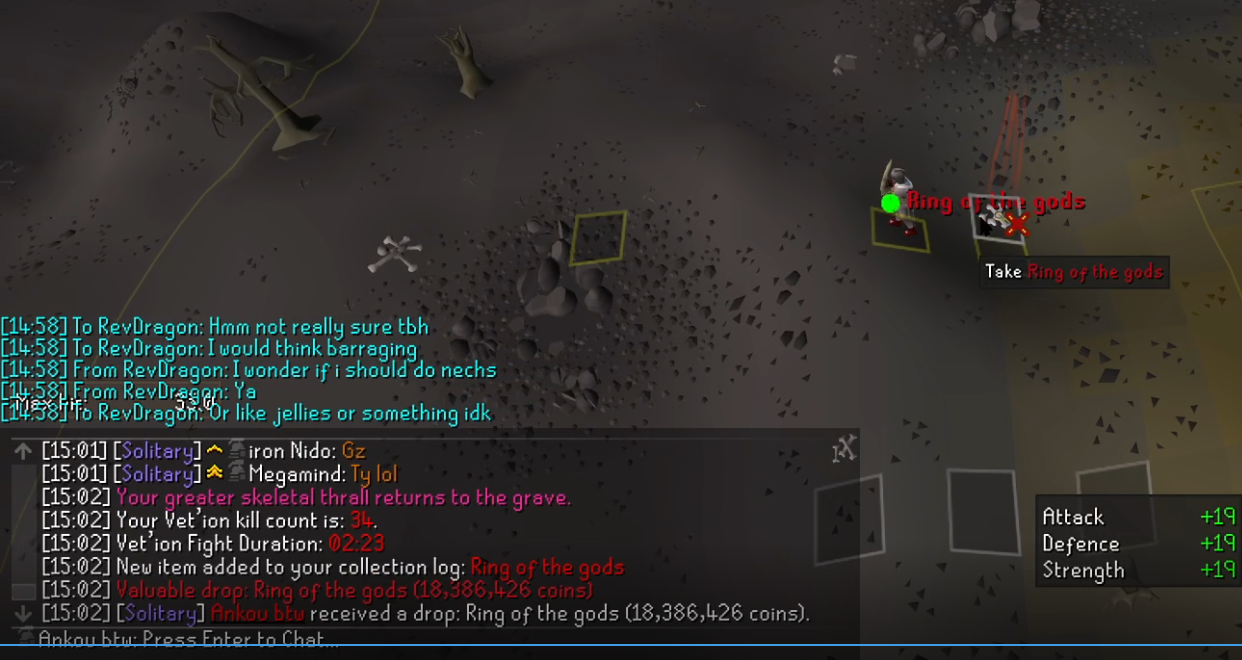 Ring of the gods
Take Ring of the gods
[14:58] To RevDragon: Hmm not really sure tbh
[14:58] To RevDragon: I would think barraging
[14:58] From RevDragon: I wonder if i should do nechs
[14:58] From RevDragon: Ya
[14:58] To RevDragon: Or like jellies or something idk
[15:01] [Solitary] iron Nido: Gz
[15:01] [Solitary] Megamind: Ty lol
[15:02] Your greater skeletal thrall returns to the grave.
[15:02] Your Vet'ion kill count is: 34.
[15:02] Vet'ion Fight Duration: 02:23
[15:02] New item added to your collection log: Ring of the gods
[15:02] Valuable drop: Ring of the gods (18,386,426 coins)
[15:02] [Solitary] Ankou btw received a drop: Ring of the gods (18,386,426 coins).
Ankou btw: Press Enter to Chat...
Attack +19
Defence +19
Strength +19